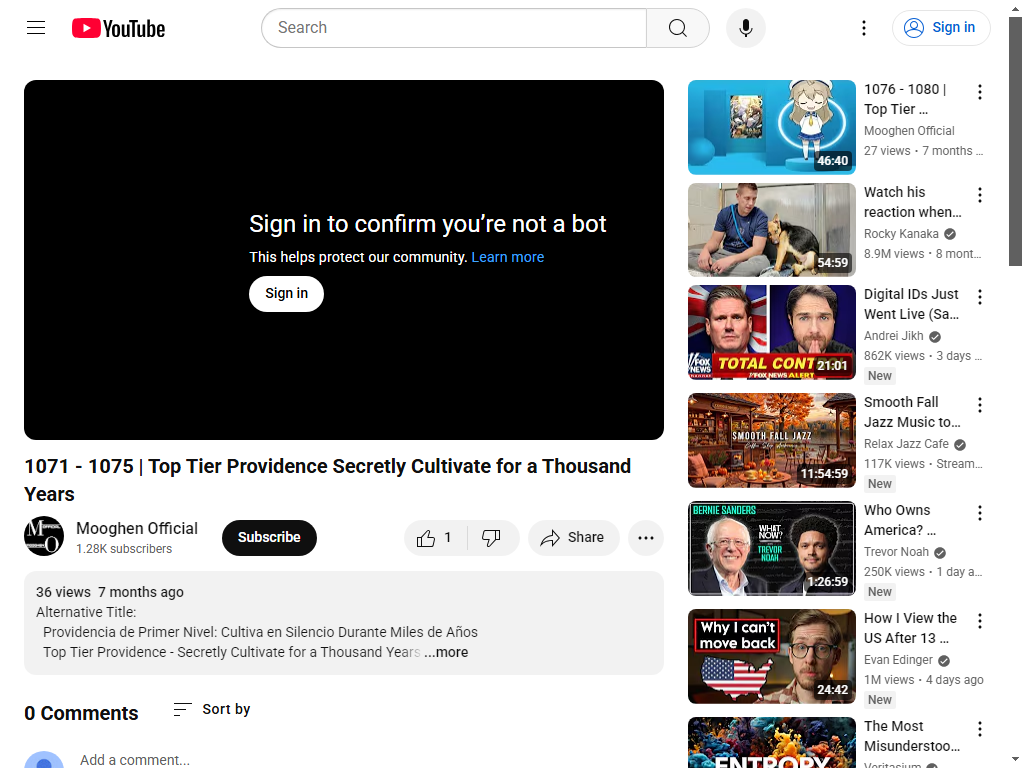 YouTube
Search
Sign in
Sign in to confirm you’re not a bot
This helps protect our community. Learn more
Sign in
1071 - 1075 | Top Tier Providence Secretly Cultivate for a Thousand
Years
Mooghen Official
1.28K subscribers
Subscribe
1
Share
36 views 7 months ago
Alternative Title:
Providencia de Primer Nivel: Cultiva en Silencio Durante Miles de Años
Top Tier Providence - Secretly Cultivate for a Thousand Years ...more
0 Comments
Sort by
Add a comment...
46:40
1076 - 1080 |
Top Tier ...
Mooghen Official
27 views • 7 months ...
54:59
Watch his
reaction when...
Rocky Kanaka
8.9M views • 8 mont...
FOX
NEWS
TOTAL CONT
FOX NEWS ALERT
21:01
Digital IDs Just
Went Live (Sa...
Andrei Jikh
862K views • 3 days ...
New
SMOOTH FALL JAZZ
11:54:59
Smooth Fall
Jazz Music to...
Relax Jazz Cafe
117K views • Stream...
New
BERNIE SANDERS
WHAT
NOW?
TREVOR
NOAH
1:26:59
Who Owns
America? ...
Trevor Noah
250K views • 1 day a...
New
Why I can't
move back
24:42
How I View the
US After 13 ...
Evan Edinger
1M views • 4 days ago
New
ENTROPY
The Most
Misunderstoo...
Veritasium